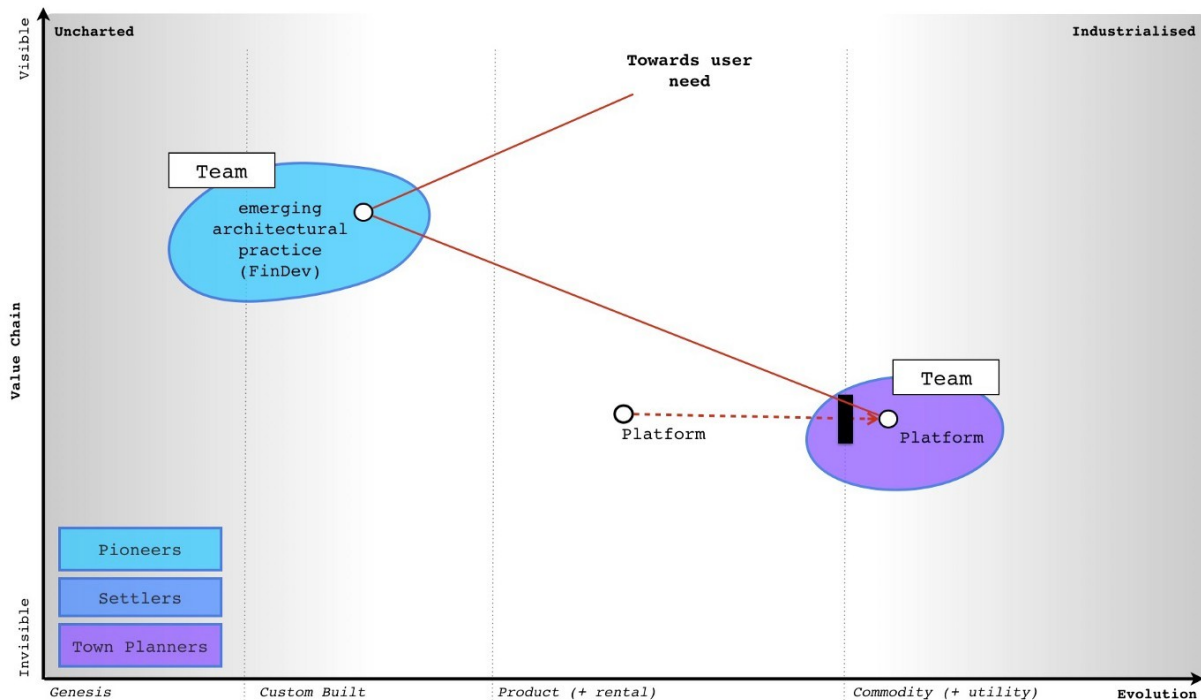 Uncharted
Industrialised
Visible
Towards user
need
Team
emerging
architectural
practice
(FinDev)
Value Chain
Team
Platform
Platform
Pioneers
Settlers
Town Planners
Invisible
Genesis
Custom Built
Product (+ rental)
Commodity (+ utility)
Evolution